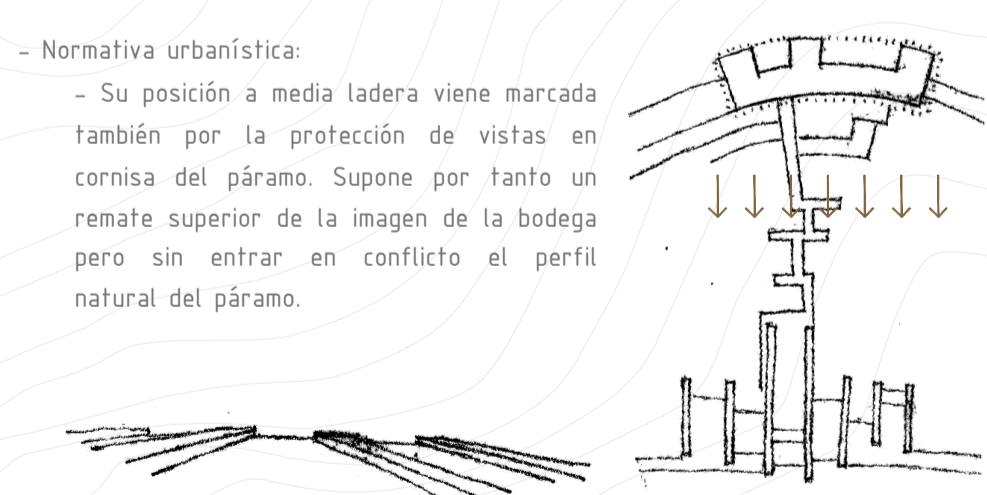 - Normativa urbanística:
- Su posición a media ladera viene marcada
también por la protección de vistas en
cornisa del páramo. Supone por tanto un
remate superior de la imagen de la bodega
pero sin entrar en conflicto el perfil
natural del páramo.